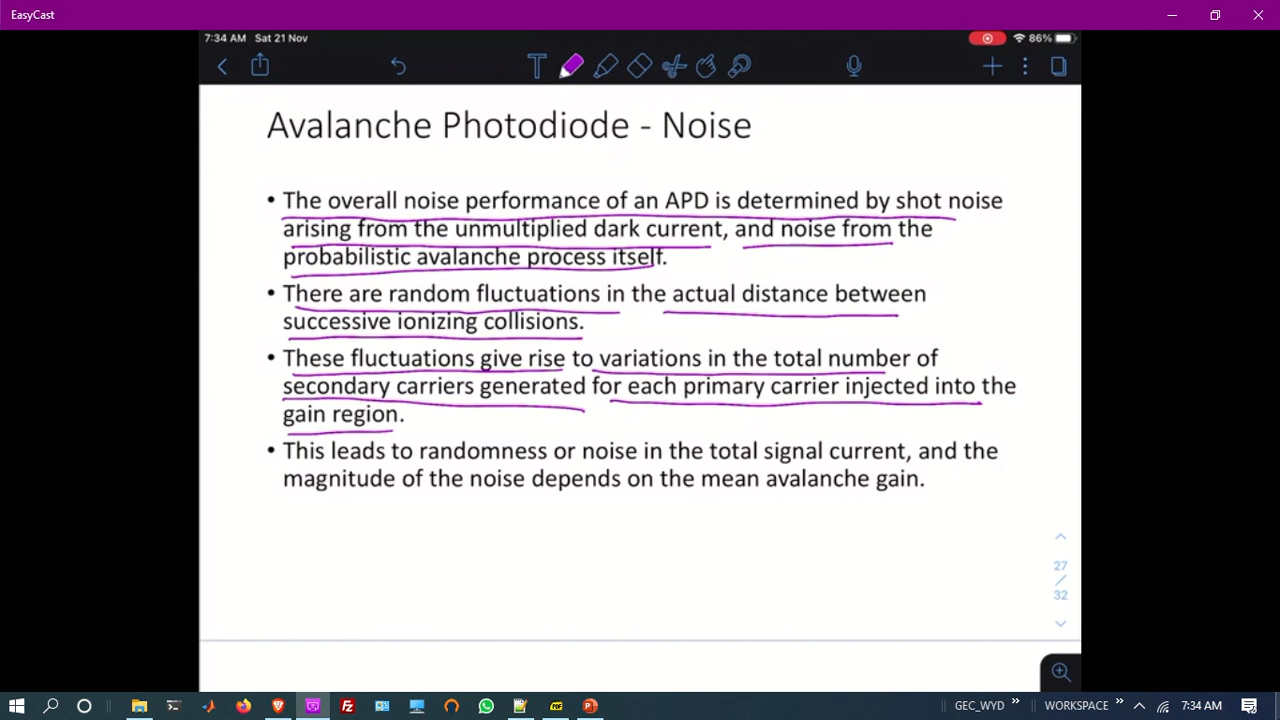 EasyCast
7:34 AM Sat 21 Nov
86%
Avalanche Photodiode - Noise
• The overall noise performance of an APD is determined by shot noise
arising from the unmultiplied dark current, and noise from the
probabilistic avalanche process itself.
• There are random fluctuations in the actual distance between
successive ionizing collisions.
• These fluctuations give rise to variations in the total number of
secondary carriers generated for each primary carrier injected into the
gain region.
• This leads to randomness or noise in the total signal current, and the
magnitude of the noise depends on the mean avalanche gain.
27
/
32
GEC_WYD » WORKSPACE » 7:34 AM